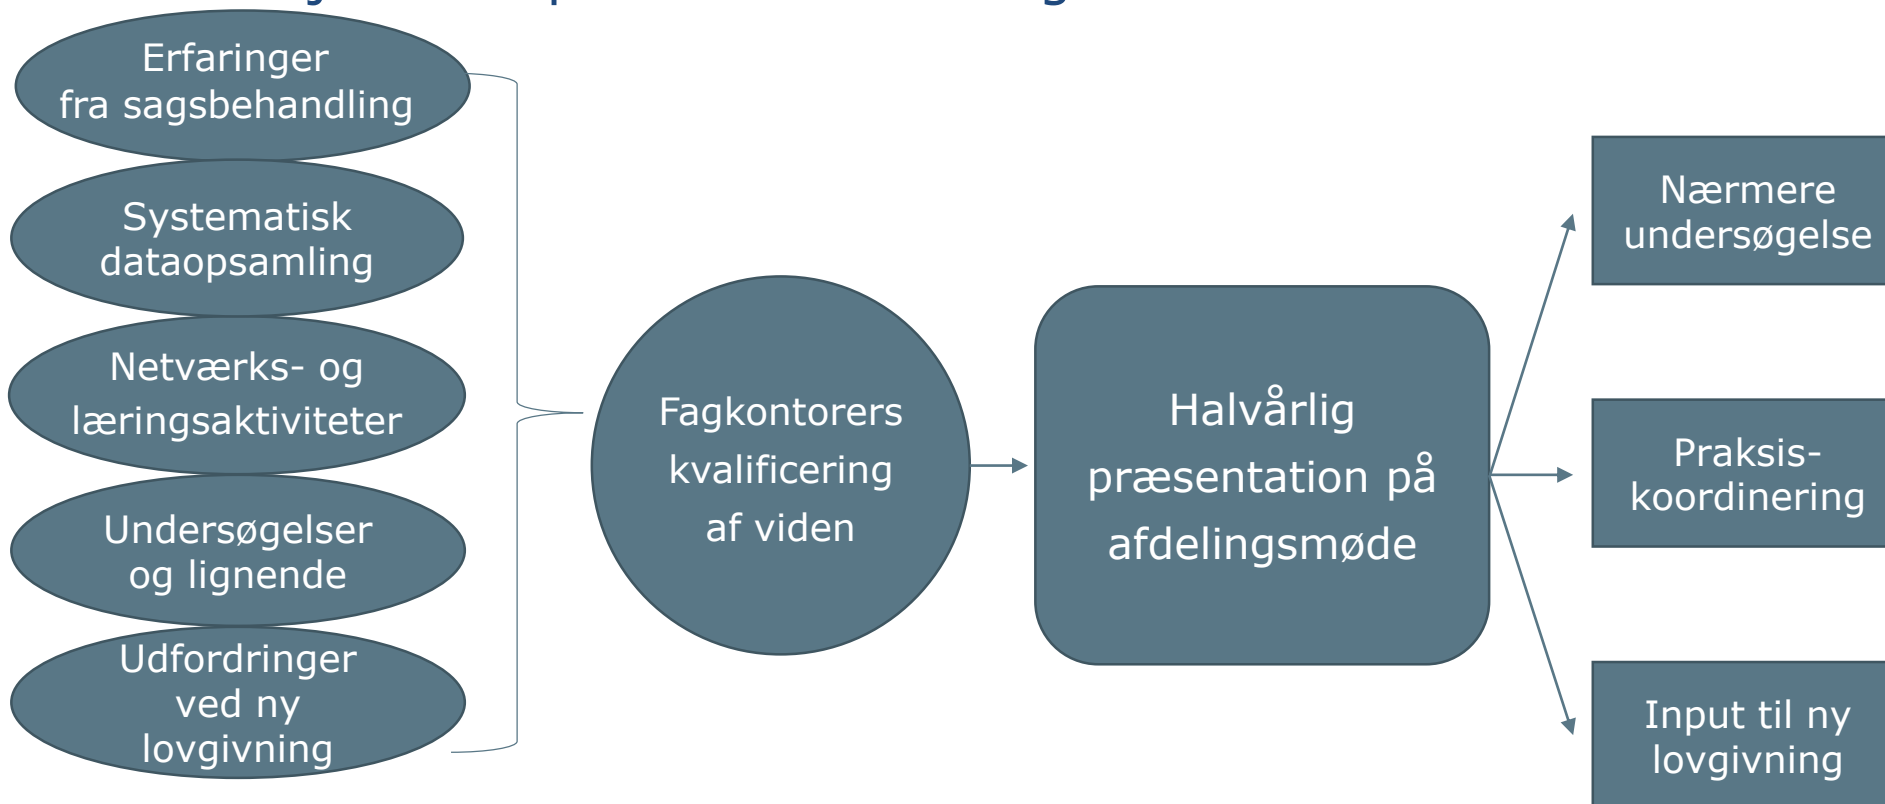 Erfaringer
fra sagsbehandling
Systematisk
dataopsamling
Netværks- og
læringsaktiviteter
Undersøgelser
og lignende
Udfordringer
ved ny
lovgivning
Fagkontorers
kvalificering
af viden
Halvårlig
præsentation på
afdelingsmøde
Nærmere
undersøgelse
Praksis-
koordinering
Input til ny
lovgivning